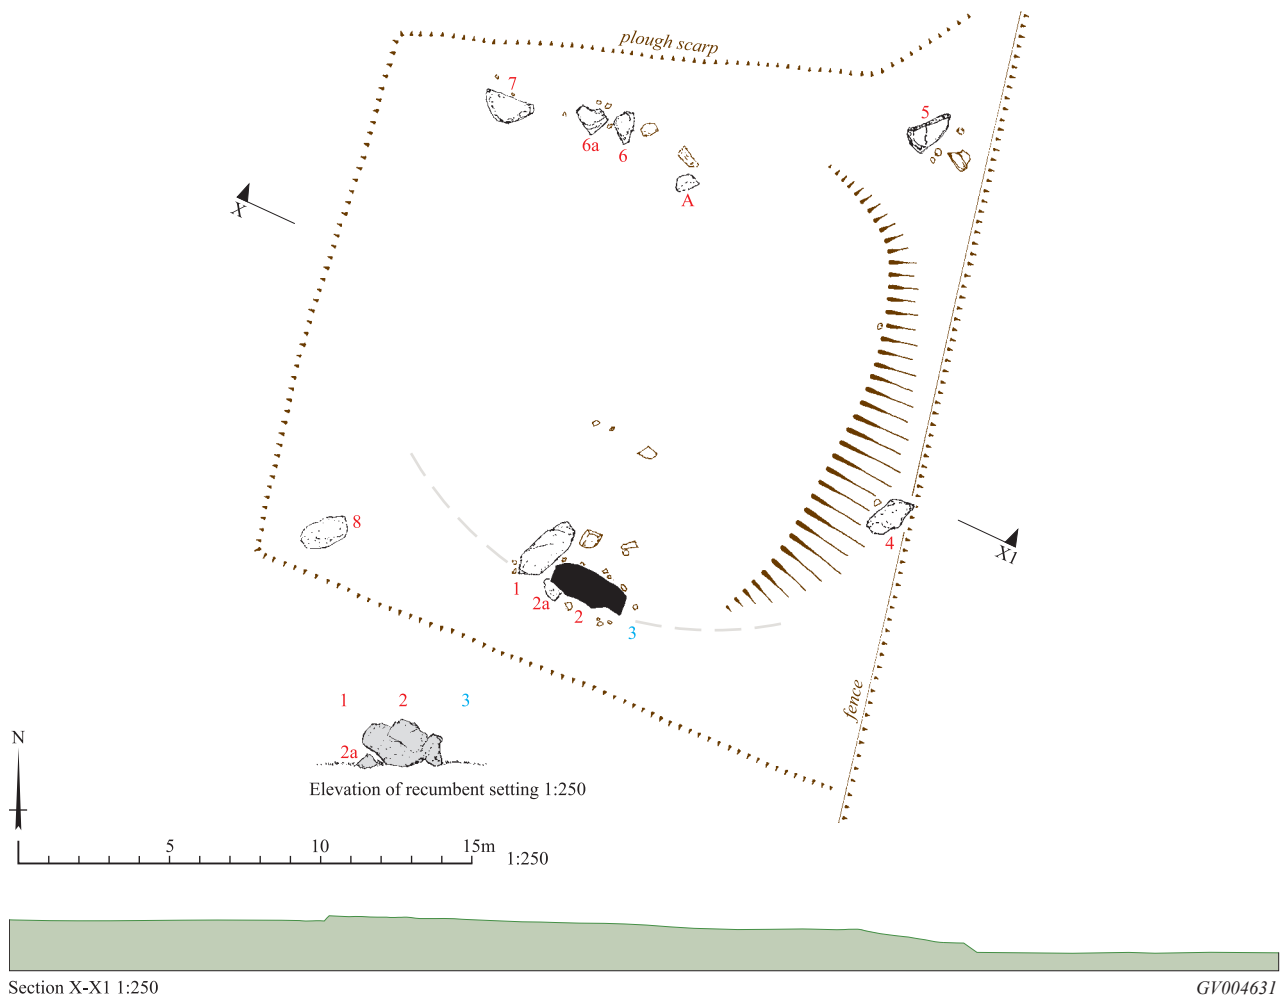 plough scarp
7
5
6a
6
A
X
8
4
X1
1
2a
2
3
fence
1 2 3
2a
N
Elevation of recumbent setting 1:250
5 10 15m 1:250
Section X-X1 1:250
GV004631